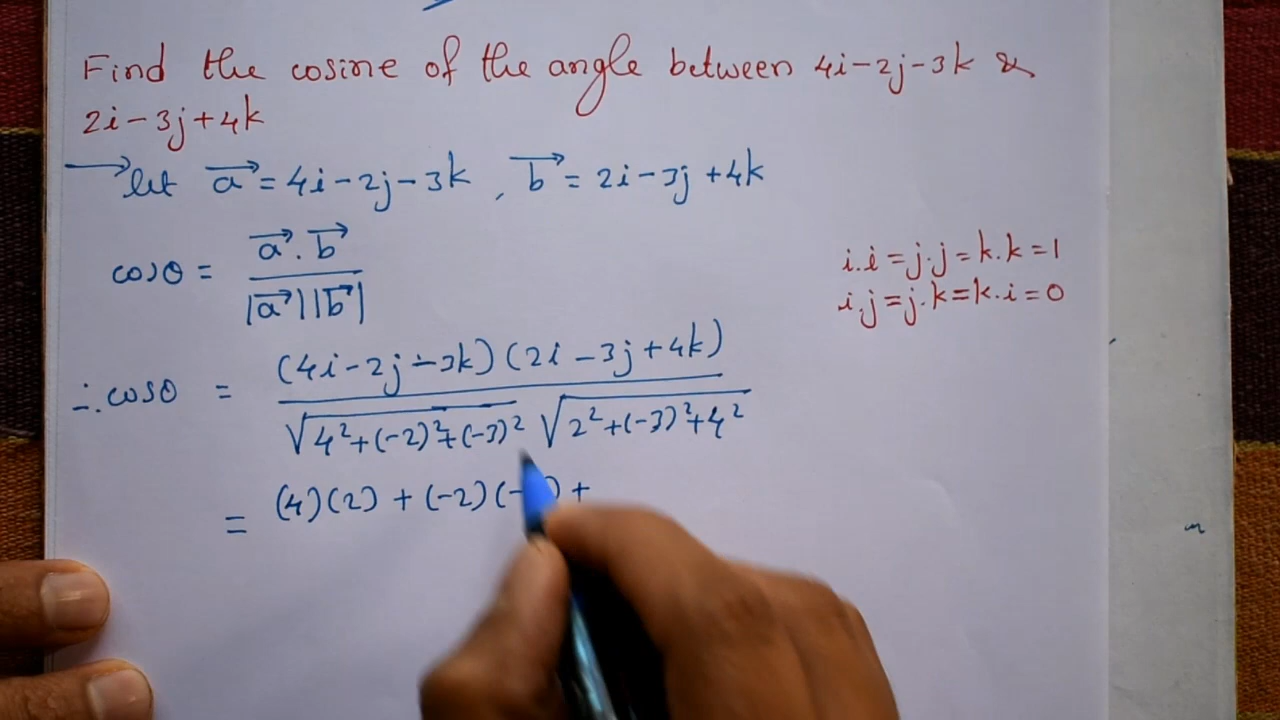 Find the cosine of the angle between 4i-2j-3k &
2i-3j+4k
let a⃗ = 4i-2j-3k , b⃗ = 2i-3j+4k
cosθ = a⃗.b⃗ / |a⃗||b⃗|
i.i = j.j = k.k = 1
i.j = j.k = k.i = 0
∴ cosθ = (4i-2j-3k)(2i-3j+4k) / √4²+(-2)²+(-3)² √2²+(-3)²+4²
= (4)(2) + (-2)(- ) +